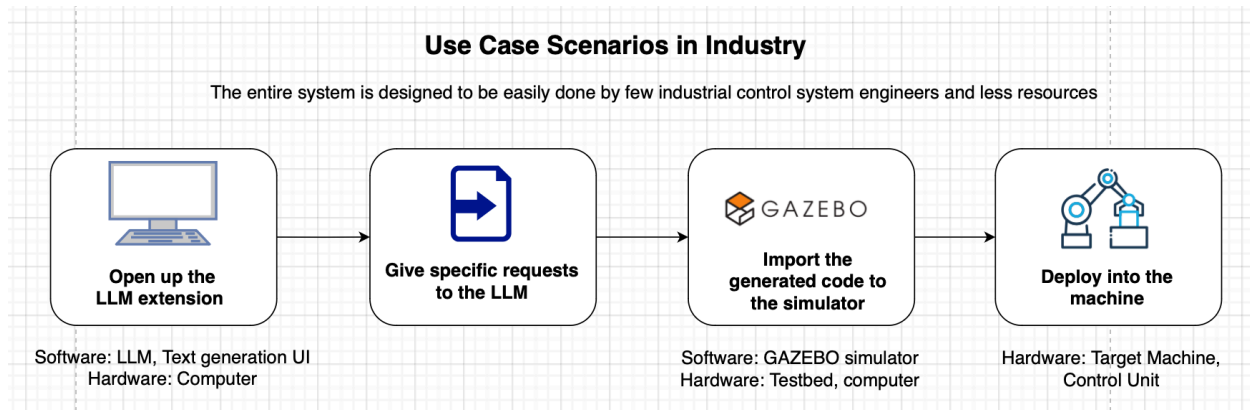 Use Case Scenarios in Industry
The entire system is designed to be easily done by few industrial control system engineers and less resources
Open up the
LLM extension
Give specific requests
to the LLM
GAZEBO
Import the
generated code to
the simulator
Deploy into the
machine
Software: LLM, Text generation UI
Hardware: Computer
Software: GAZEBO simulator
Hardware: Testbed, computer
Hardware: Target Machine,
Control Unit